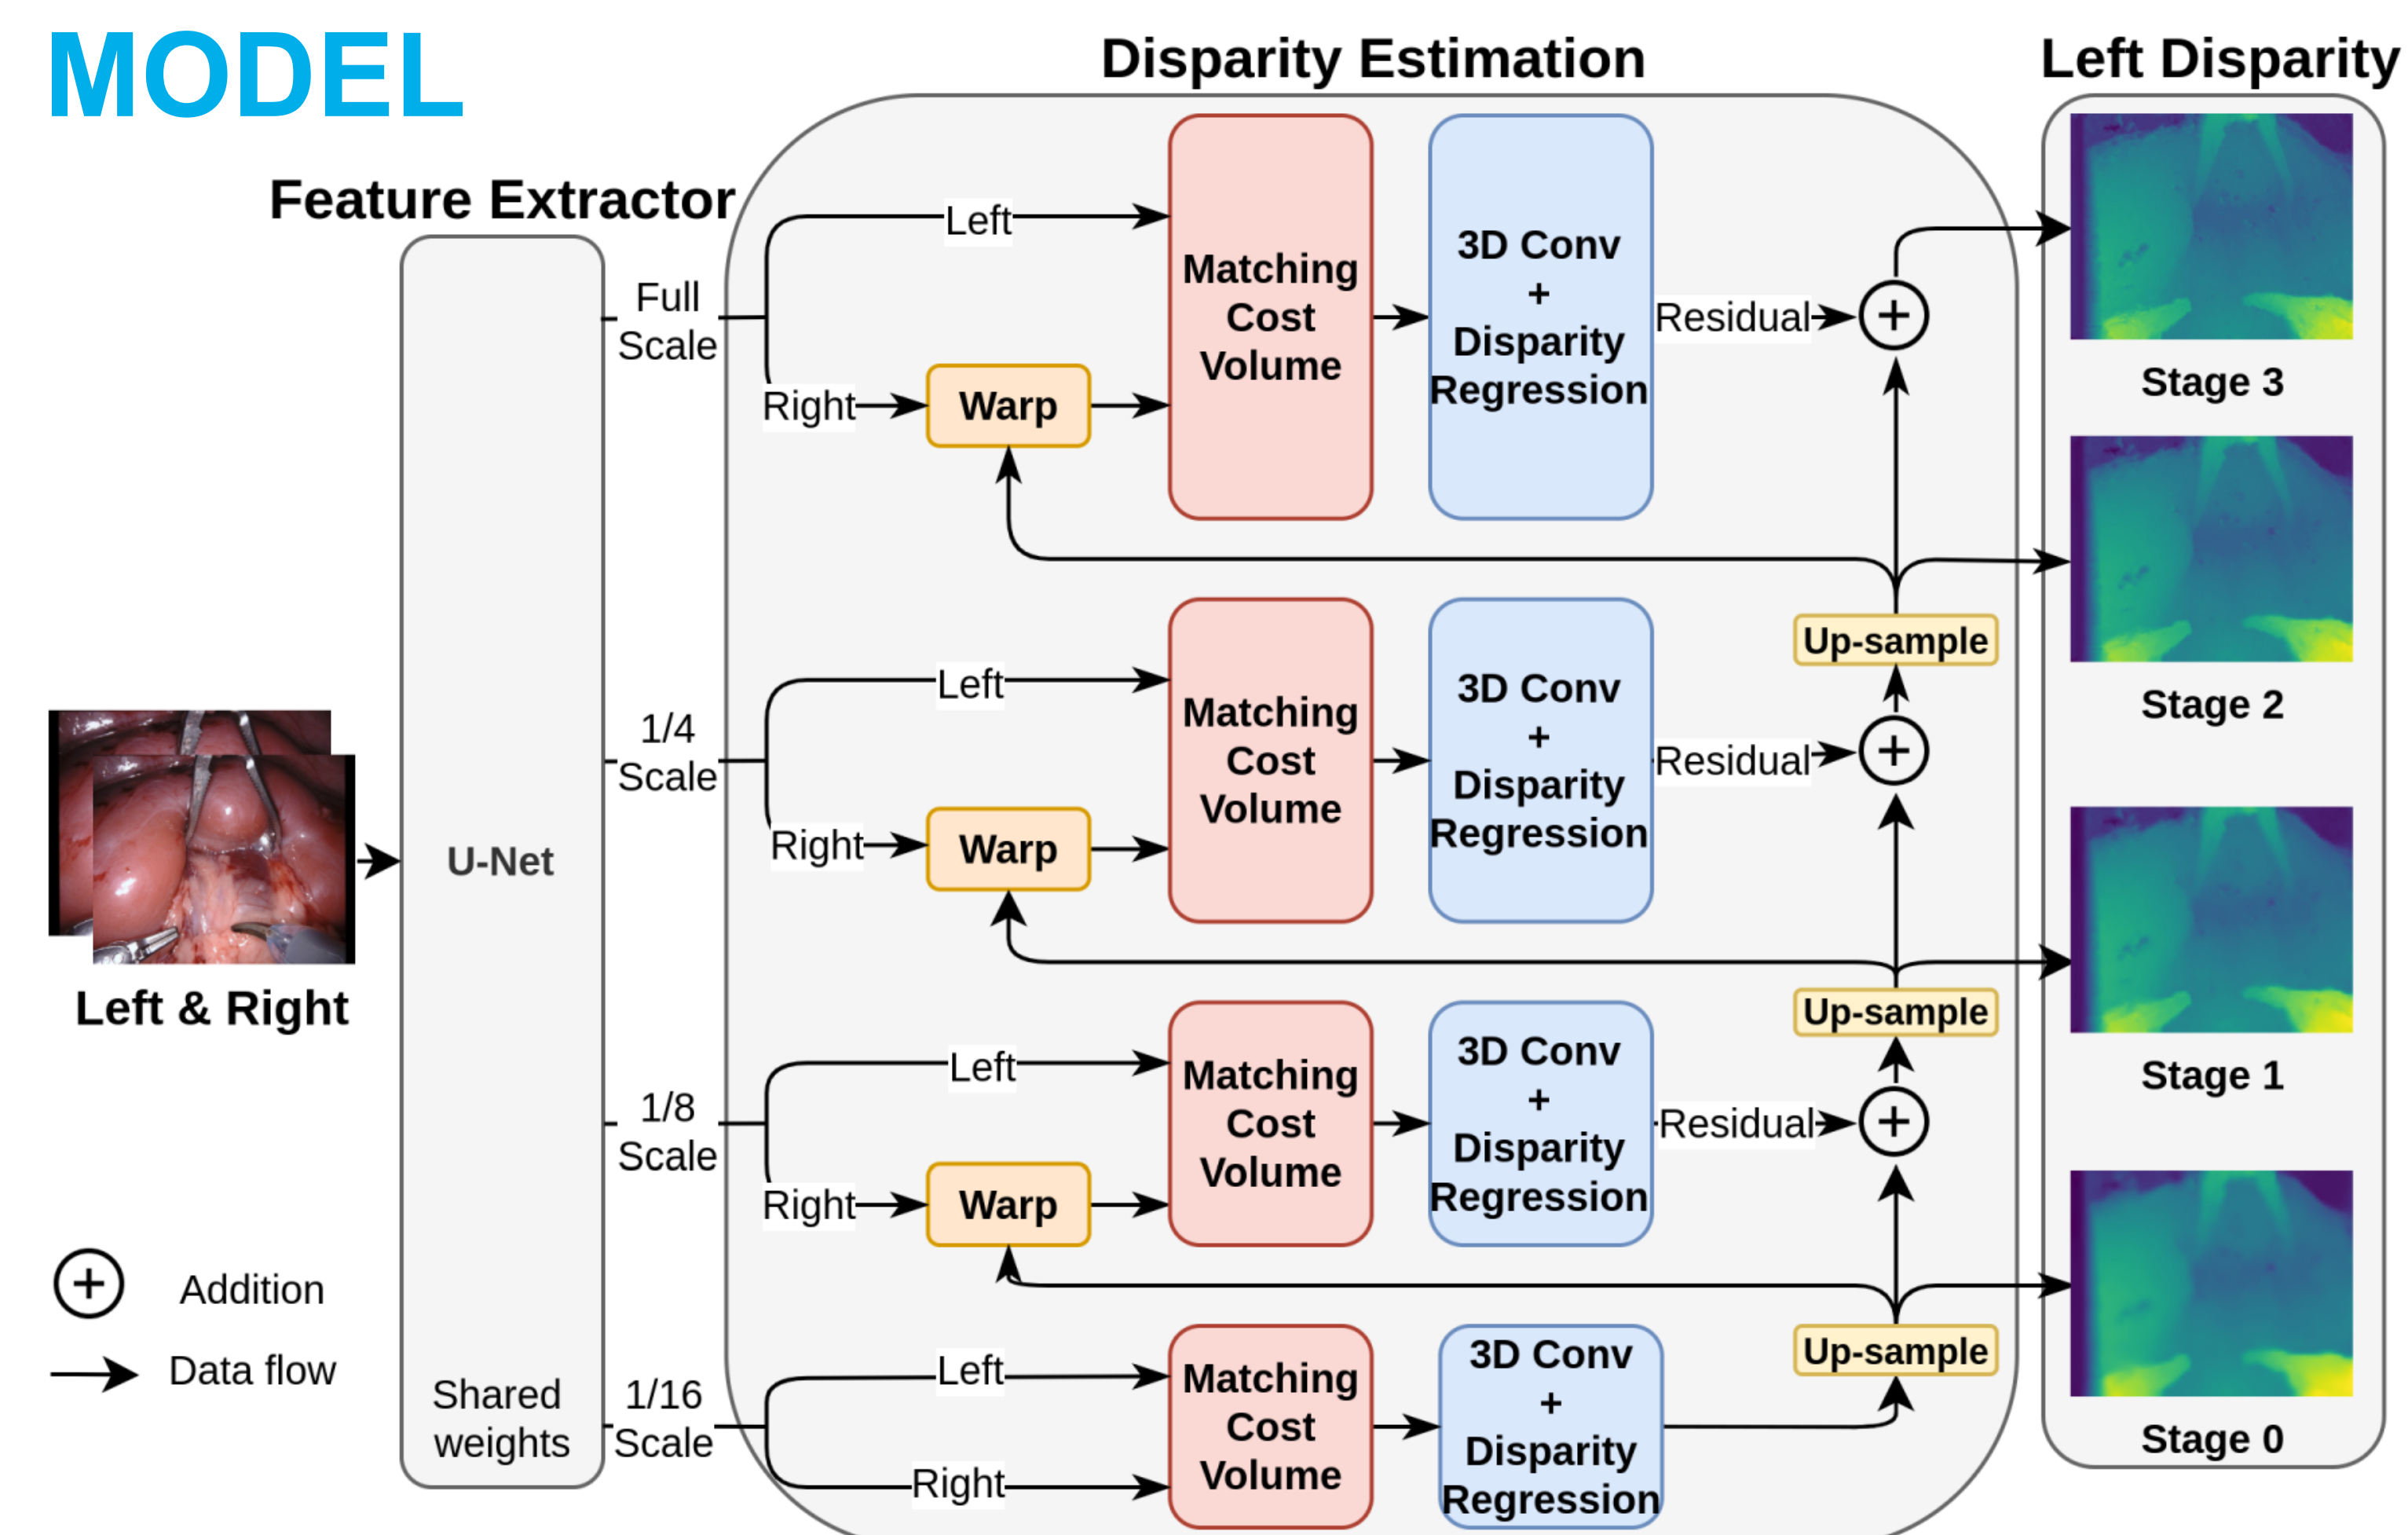 MODEL
Disparity Estimation
Left Disparity
Feature Extractor
Left
Full
Scale
Right
Warp
Matching
Cost
Volume
3D Conv
+
Disparity
Regression
Residual
+
Stage 3
Up-sample
Left
1/4
Scale
Right
Warp
Matching
Cost
Volume
3D Conv
+
Disparity
Regression
Residual
+
Stage 2
U-Net
Left & Right
Up-sample
Left
1/8
Scale
Right
Warp
Matching
Cost
Volume
3D Conv
+
Disparity
Regression
Residual
+
Stage 1
+
Addition
Data flow
Shared
weights
Up-sample
Left
1/16
Scale
Right
Matching
Cost
Volume
3D Conv
+
Disparity
Regression
Stage 0